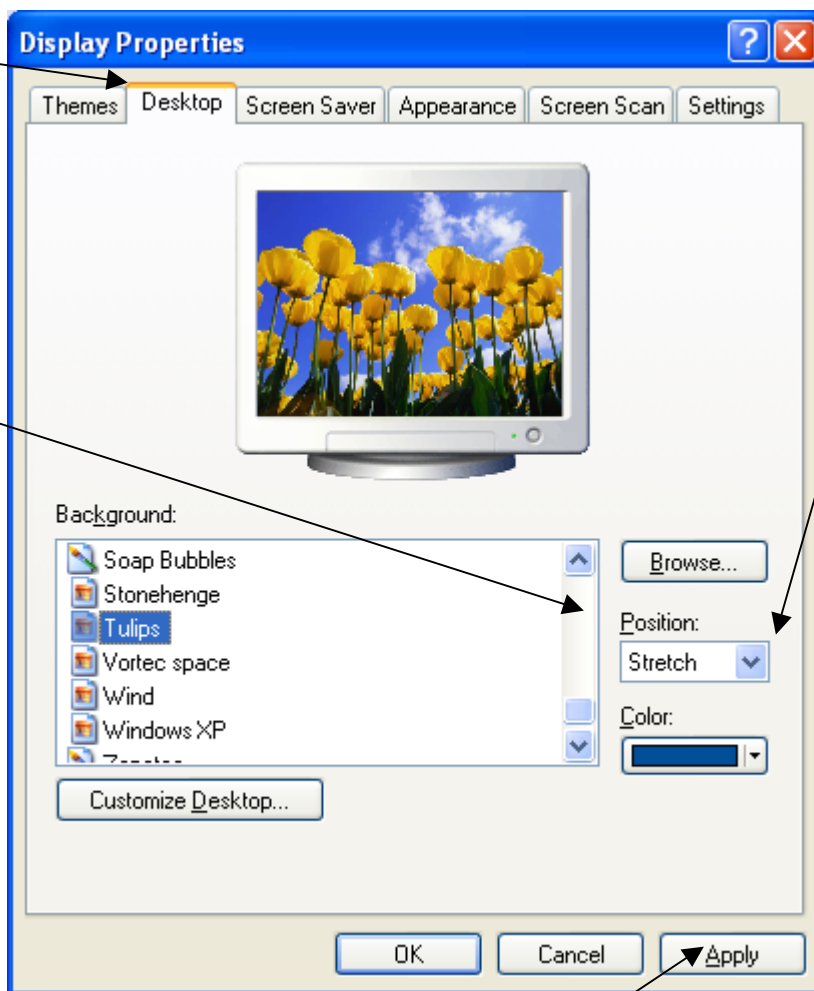 Display Properties
Themes Desktop Screen Saver Appearance Screen Scan Settings
Background:
Soap Bubbles
Stonehenge
Tulips
Vortec space
Wind
Windows XP
Browse...
Position:
Stretch
Color:
Customize Desktop...
OK Cancel Apply